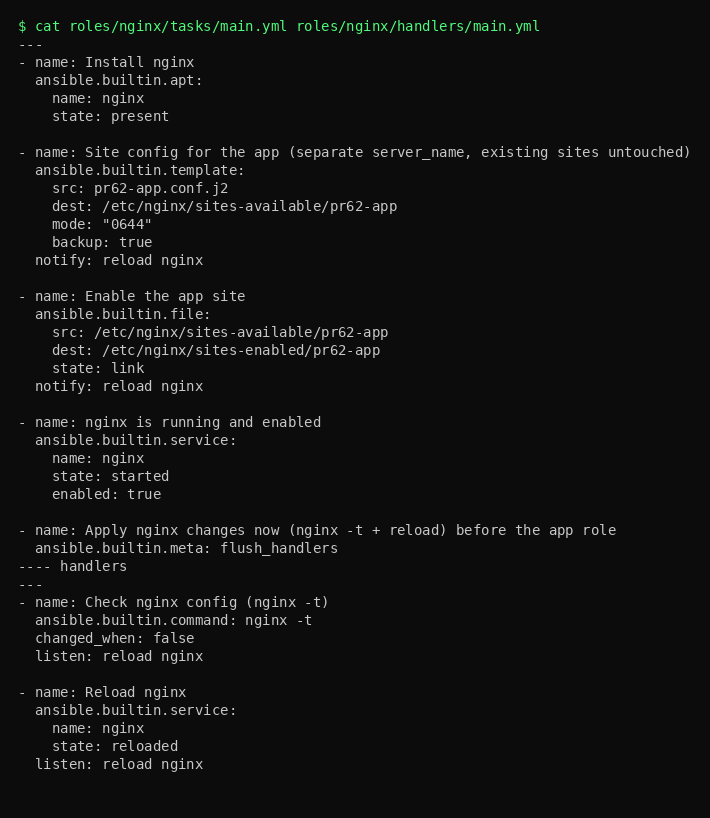 $ cat roles/nginx/tasks/main.yml roles/nginx/handlers/main.yml
---
- name: Install nginx
  ansible.builtin.apt:
    name: nginx
    state: present

- name: Site config for the app (separate server_name, existing sites untouched)
  ansible.builtin.template:
    src: pr62-app.conf.j2
    dest: /etc/nginx/sites-available/pr62-app
    mode: "0644"
    backup: true
  notify: reload nginx

- name: Enable the app site
  ansible.builtin.file:
    src: /etc/nginx/sites-available/pr62-app
    dest: /etc/nginx/sites-enabled/pr62-app
    state: link
  notify: reload nginx

- name: nginx is running and enabled
  ansible.builtin.service:
    name: nginx
    state: started
    enabled: true

- name: Apply nginx changes now (nginx -t + reload) before the app role
  ansible.builtin.meta: flush_handlers
---- handlers
---
- name: Check nginx config (nginx -t)
  ansible.builtin.command: nginx -t
  changed_when: false
  listen: reload nginx

- name: Reload nginx
  ansible.builtin.service:
    name: nginx
    state: reloaded
  listen: reload nginx